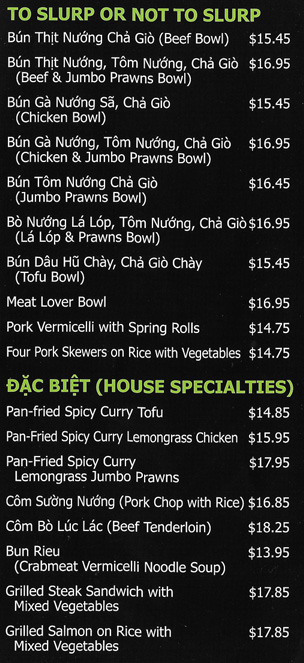 TO SLURP OR NOT TO SLURP
Bún Thịt Nướng Chả Giò (Beef Bowl) $15.45
Bún Thịt Nướng, Tôm Nướng, Chả Giò $16.95
(Beef & Jumbo Prawns Bowl)
Bún Gà Nướng Sã, Chả Giò $15.45
(Chicken Bowl)
Bún Gà Nướng, Tôm Nướng, Chả Giò $16.95
(Chicken & Jumbo Prawns Bowl)
Bún Tôm Nướng Chả Giò $16.45
(Jumbo Prawns Bowl)
Bò Nướng Lá Lóp, Tôm Nướng, Chả Giò $16.95
(Lá Lóp & Prawns Bowl)
Bún Dâu Hũ Chày, Chả Giò Chày $15.45
(Tofu Bowl)
Meat Lover Bowl $16.95
Pork Vermicelli with Spring Rolls $14.75
Four Pork Skewers on Rice with Vegetables $14.75
ĐẶC BIỆT (HOUSE SPECIALTIES)
Pan-fried Spicy Curry Tofu $14.85
Pan-Fried Spicy Curry Lemongrass Chicken $15.95
Pan-Fried Spicy Curry $17.95
Lemongrass Jumbo Prawns
Côm Sường Nướng (Pork Chop with Rice) $16.85
Côm Bò Lúc Lác (Beef Tenderloin) $18.25
Bun Rieu $13.95
(Crabmeat Vermicelli Noodle Soup)
Grilled Steak Sandwich with $17.85
Mixed Vegetables
Grilled Salmon on Rice with $17.85
Mixed Vegetables